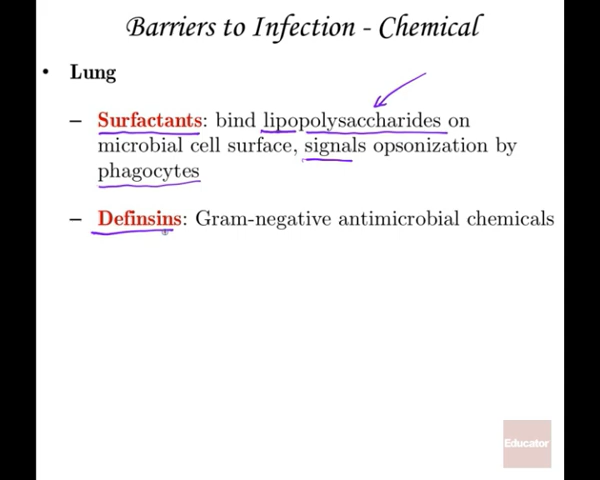 Barriers to Infection - Chemical
• Lung
– Surfactants: bind lipopolysaccharides on
microbial cell surface, signals opsonization by
phagocytes
– Definsins: Gram-negative antimicrobial chemicals
Educator